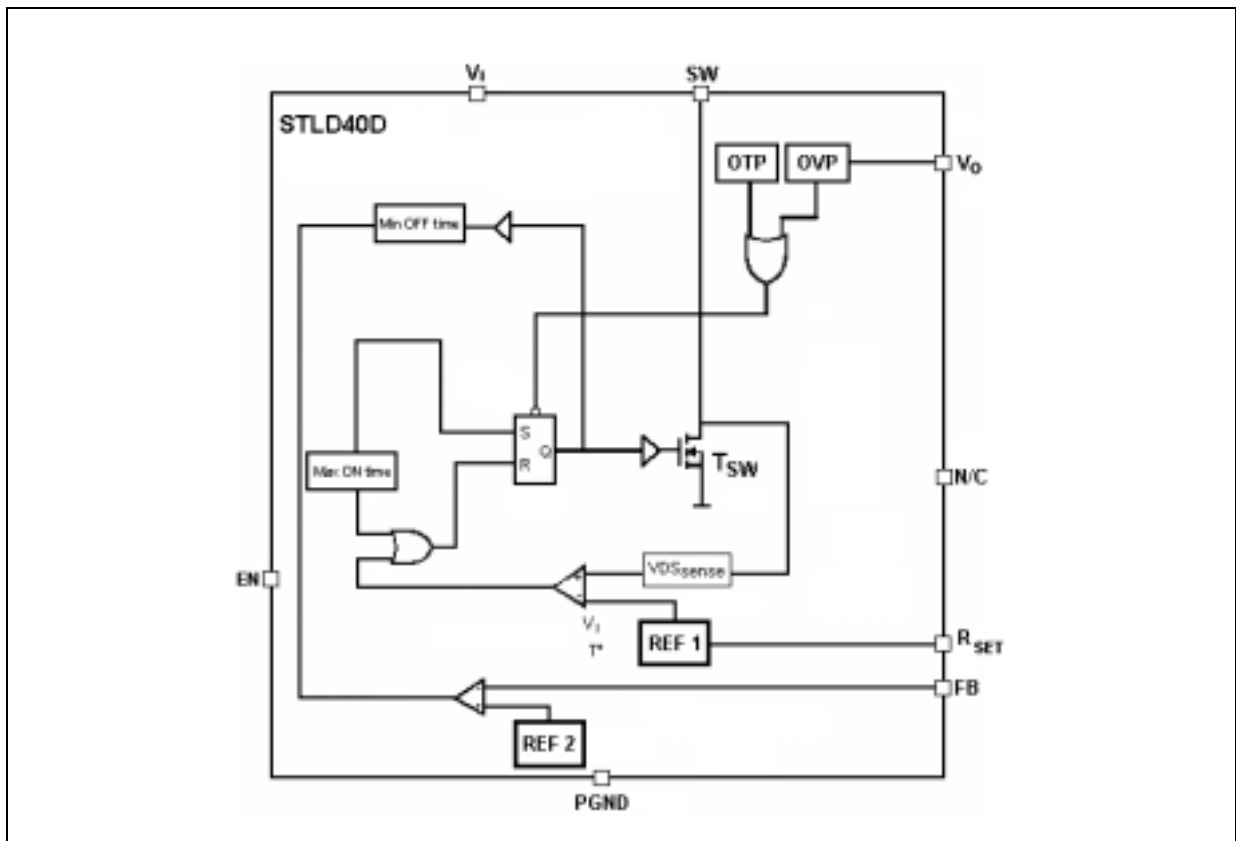 VI
SW
STLD40D
OTP
OVP
VO
Min OFF time
S
Q
R
TSW
Max ON time
N/C
VDSsense
EN
+
-
VI
T°
REF 1
RSET
FB
REF 2
PGND